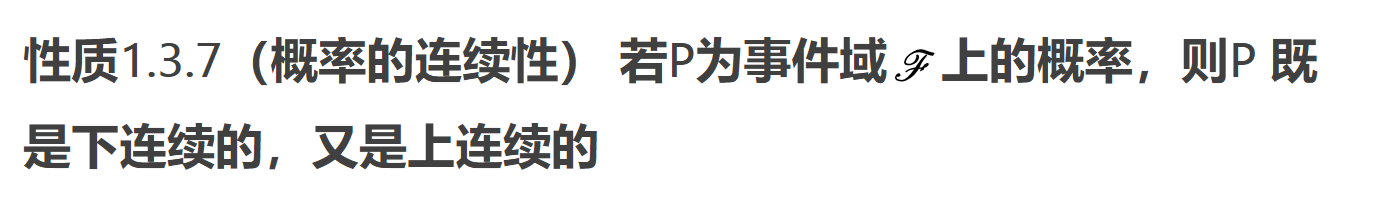 性质1.3.7（概率的连续性） 若P为事件域 ℱ 上的概率，则P 既
是下连续的，又是上连续的